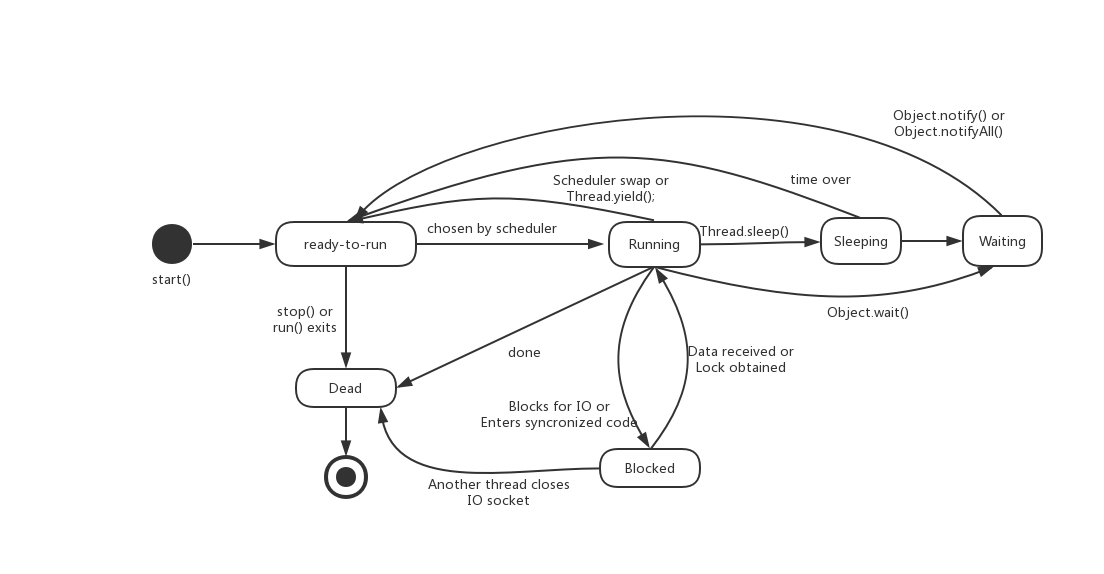 Object.notify() or
Object.notifyAll()
time over
Scheduler swap or
Thread.yield();
chosen by scheduler
Thread.sleep()
ready-to-run
Running
Sleeping
Waiting
start()
stop() or
run() exits
Object.wait()
done
Data received or
Lock obtained
Dead
Blocks for IO or
Enters syncronized code
Blocked
Another thread closes
IO socket